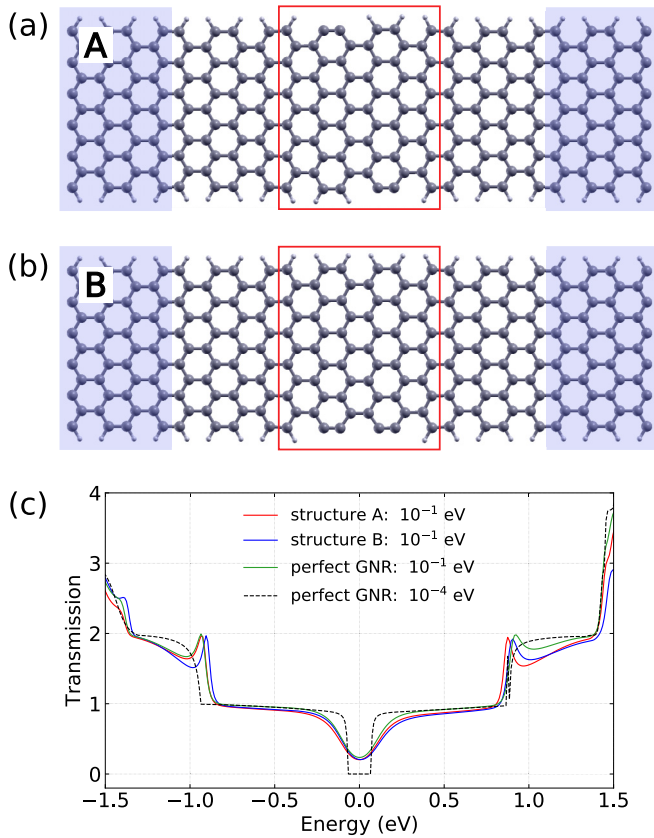 (a)
A
(b)
B
(c)
Transmission
4
3
2
1
0
structure A: 10⁻¹ eV
structure B: 10⁻¹ eV
perfect GNR: 10⁻¹ eV
perfect GNR: 10⁻⁴ eV
−1.5 −1.0 −0.5 0.0 0.5 1.0 1.5
Energy (eV)